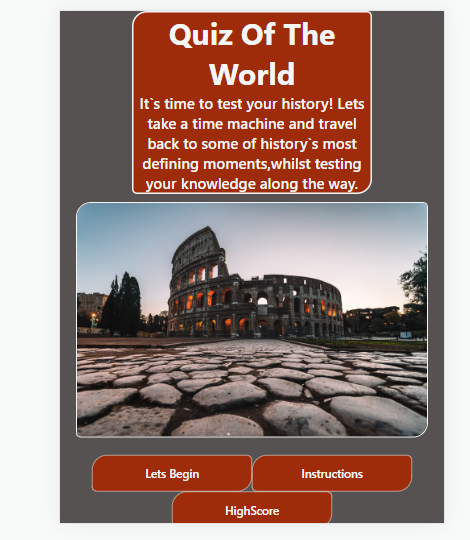 Quiz Of The
World
It`s time to test your history! Lets
take a time machine and travel
back to some of history`s most
defining moments,whilst testing
your knowledge along the way.
Lets Begin
Instructions
HighScore